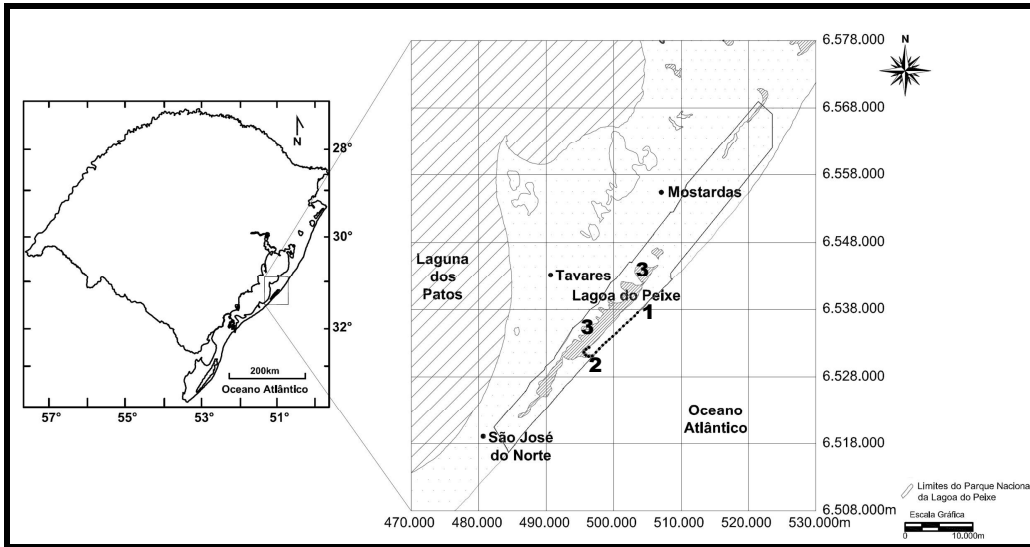 N
28°
30°
32°
200km
Oceano Atlântico
57°
55°
53°
51°
N
6.578.000
6.568.000
6.558.000
6.548.000
6.538.000
6.528.000
6.518.000
6.508.000
Mostardas
Laguna
dos
Patos
Tavares
3
Lagoa do Peixe
1
3
2
Oceano
Atlântico
São José
do Norte
470.000
480.000
490.000
500.000
510.000
520.000
530.000m
Limites do Parque Naciona
da Lagoa do Peixe
Escala Gráfica
0
10.000m